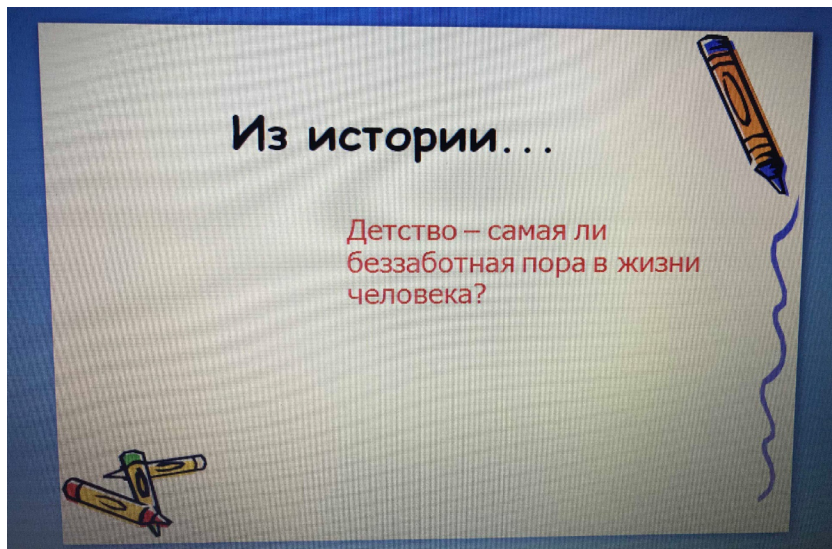 Из истории...
Детство – самая ли
беззаботная пора в жизни
человека?